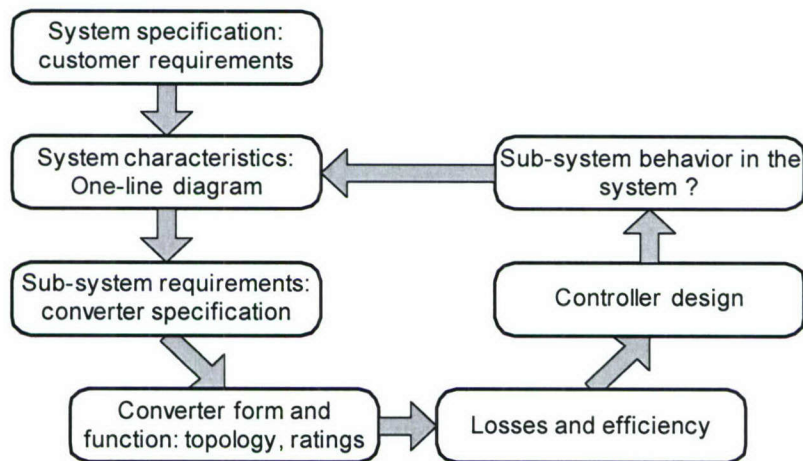 System specification:
customer requirements
System characteristics:
One-line diagram
Sub-system requirements:
converter specification
Converter form and
function: topology, ratings
Losses and efficiency
Controller design
Sub-system behavior in the
system ?